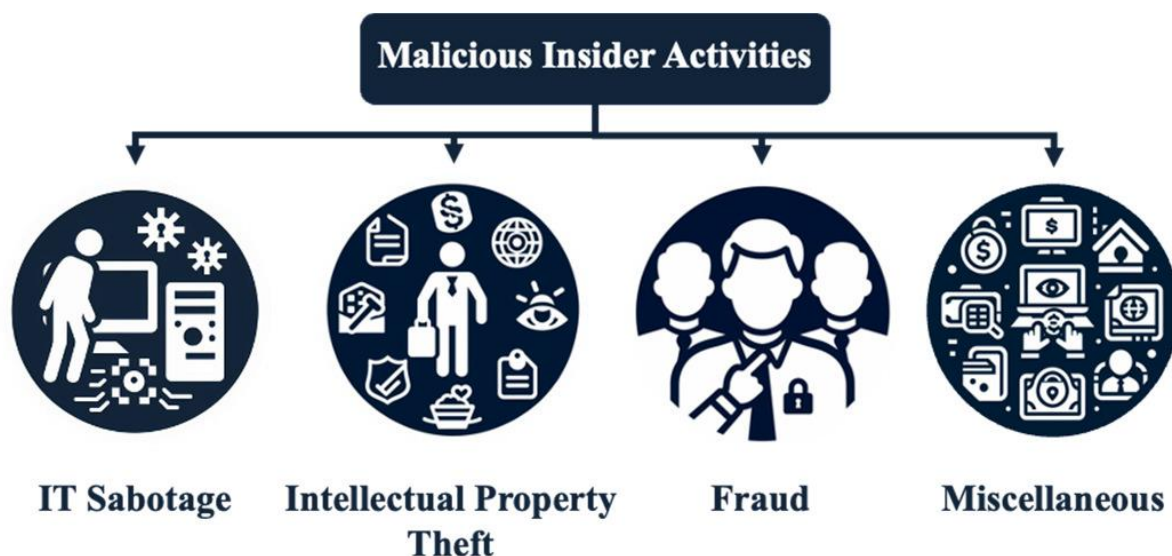 Malicious Insider Activities
IT Sabotage
Intellectual Property
Theft
Fraud
Miscellaneous